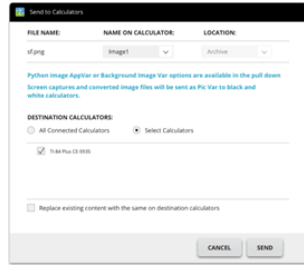 Send to Calculators
FILE NAME: NAME ON CALCULATOR: LOCATION:
sf.png Image1 Archive
Python image AppVar or Background Image Var options are available in the pull down
Screen captures and converted image files will be sent as Pic Var to black and
white calculators.
DESTINATION CALCULATORS:
All Connected Calculators Select Calculators
TI-84 Plus CE-5935
Replace existing content with the same on destination calculators
CANCEL SEND